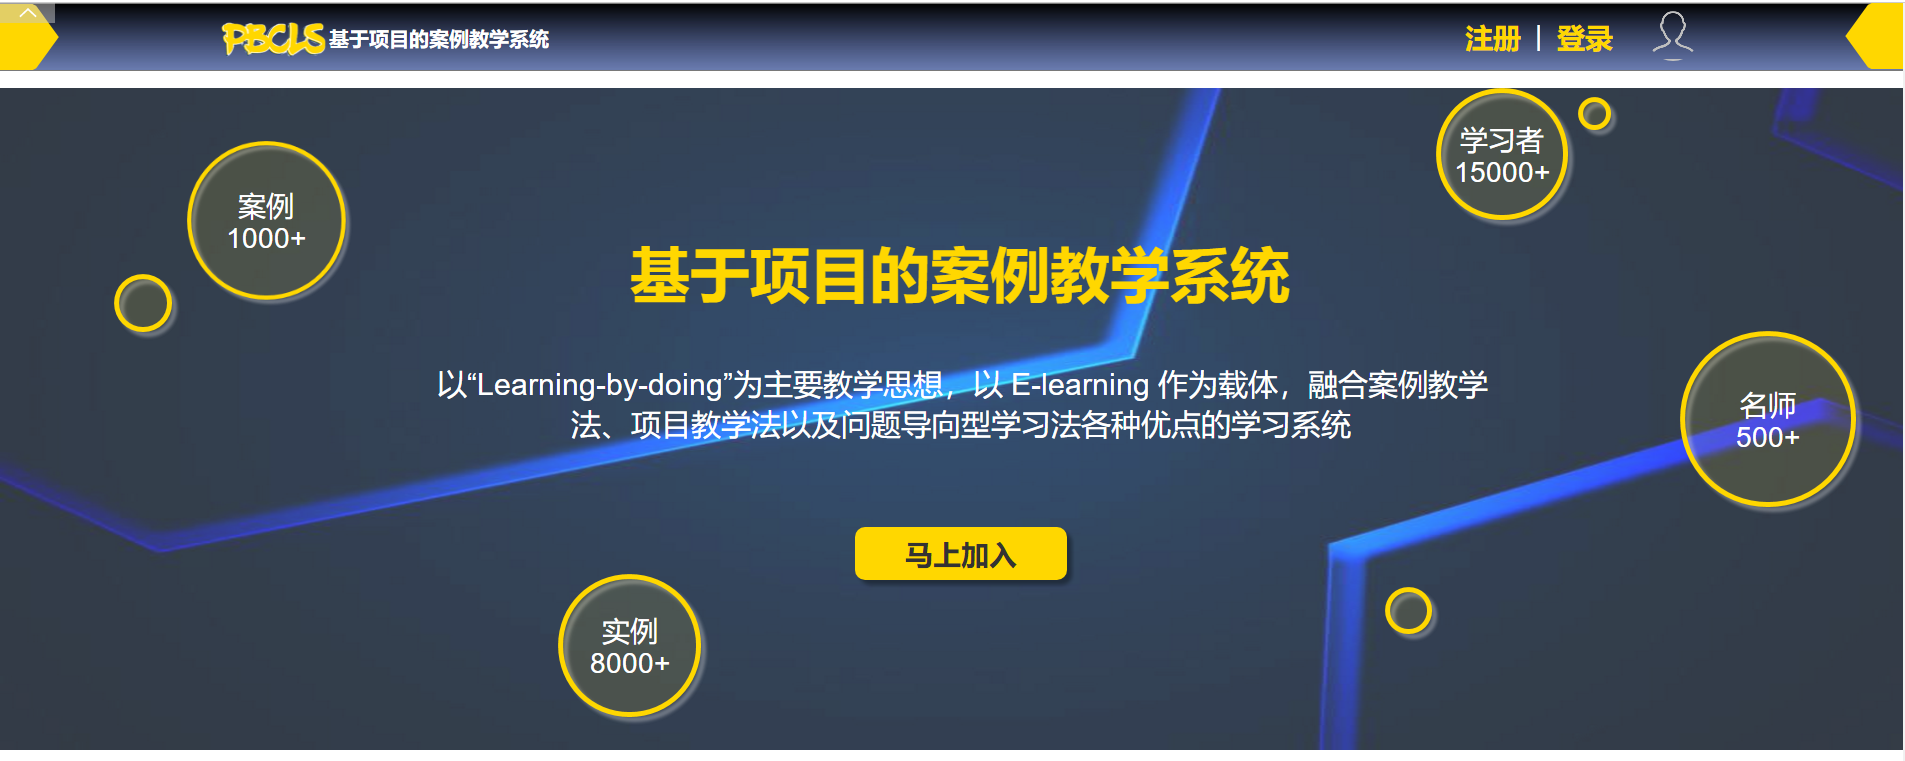 PBCLS 基于项目的案例教学系统
注册 | 登录
学习者
15000+
案例
1000+
基于项目的案例教学系统
以“Learning-by-doing”为主要教学思想，以 E-learning 作为载体，融合案例教学
法、项目教学法以及问题导向型学习法各种优点的学习系统
名师
500+
马上加入
实例
8000+